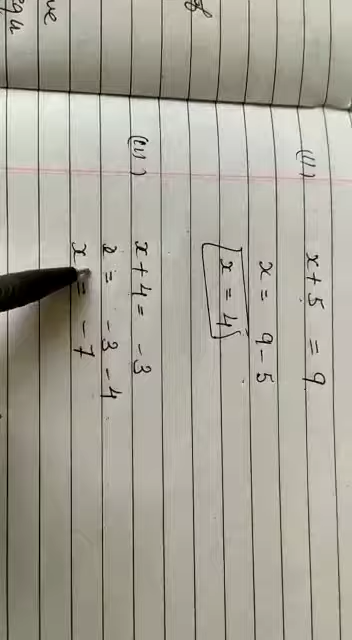 (ii) x + 5 = 9
x = 9 - 5
x = 4
(iii) x + 4 = -3
x = -3 - 4
x = -7